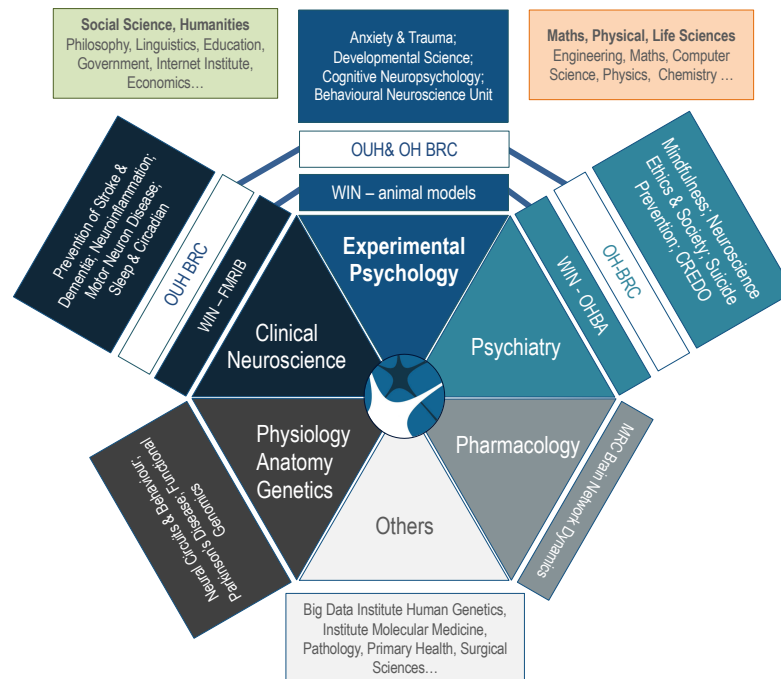 Social Science, Humanities
Philosophy, Linguistics, Education,
Government, Internet Institute,
Economics…
Anxiety & Trauma;
Developmental Science;
Cognitive Neuropsychology;
Behavioural Neuroscience Unit
Maths, Physical, Life Sciences
Engineering, Maths, Computer
Science, Physics, Chemistry …
OUH& OH BRC
WIN – animal models
Prevention of Stroke &
Dementia; Neuroinflammation;
Motor Neuron Disease;
Sleep & Circadian
OUH BRC
WIN – FMRIB
Experimental
Psychology
WIN - OHBA
OH-BRC
Mindfulness; Neuroscience
Ethics & Society; Suicide
Prevention; CREDO
Clinical
Neuroscience
Psychiatry
Physiology
Anatomy
Genetics
Pharmacology
Others
Neural Circuits & Behaviour;
Parkinson's Disease; Functional
Genomics
MRC Brain Network Dynamics
Big Data Institute Human Genetics,
Institute Molecular Medicine,
Pathology, Primary Health, Surgical
Sciences…